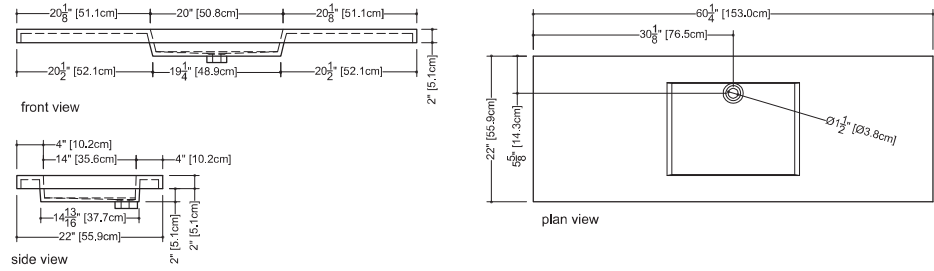 20 1/8" [51.1cm] 20" [50.8cm] 20 1/8" [51.1cm]
20 1/2" [52.1cm] 19 1/4" [48.9cm] 20 1/2" [52.1cm]
2" [5.1cm]
front view
4" [10.2cm]
14" [35.6cm] 4" [10.2cm]
14 13/16" [37.7cm]
22" [55,9cm]
2" [5.1cm]
2" [5.1cm]
side view
60 1/4" [153.0cm]
30 1/8" [76.5cm]
22" [55.9cm]
5 5/8" [14.3cm]
Ø1 1/2" [Ø3.8cm]
plan view